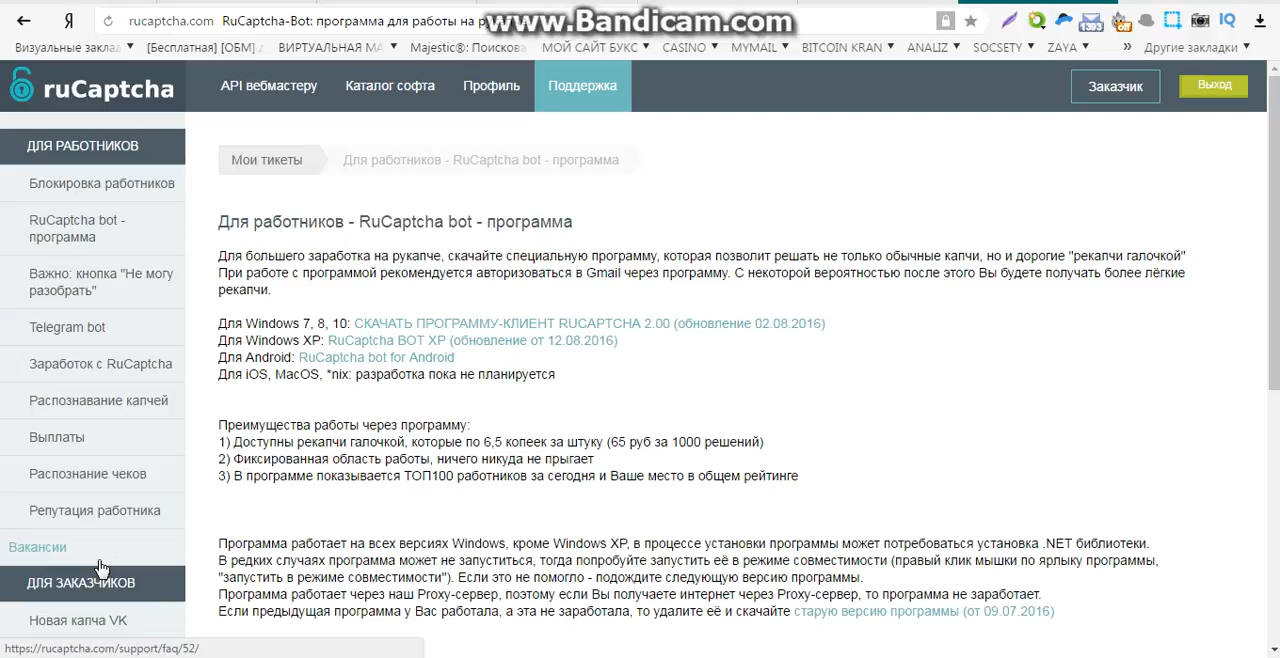 Я rucaptcha.com RuCaptcha-Bot: программа для работы на р
www.Bandicam.com
Визуальные заклад [Бесплатная] [ОБМ] ВИРТУАЛЬНАЯ МА Majestic®: Поискова МОЙ САЙТ БУКС CASINO MYMAIL BITCOIN KRAN ANALIZ SOCSETY ZAYA » Другие закладки
ruCaptcha API вебмастеру Каталог софта Профиль Поддержка Заказчик Выход
ДЛЯ РАБОТНИКОВ
Блокировка работников
RuCaptcha bot -
программа
Важно: кнопка "Не могу
разобрать"
Telegram bot
Заработок с RuCaptcha
Распознавание капчей
Выплаты
Распознание чеков
Репутация работника
Вакансии
ДЛЯ ЗАКАЗЧИКОВ
Новая капча VK
Мои тикеты Для работников - RuCaptcha bot - программа
Для работников - RuCaptcha bot - программа
Для большего заработка на рукапче, скачайте специальную программу, которая позволит решать не только обычные капчи, но и дорогие "рекапчи галочкой"
При работе с программой рекомендуется авторизоваться в Gmail через программу. С некоторой вероятностью после этого Вы будете получать более лёгкие
рекапчи.
Для Windows 7, 8, 10: СКАЧАТЬ ПРОГРАММУ-КЛИЕНТ RUCAPTCHA 2.00 (обновление 02.08.2016)
Для Windows XP: RuCaptcha BOT XP (обновление от 12.08.2016)
Для Android: RuCaptcha bot for Android
Для iOS, MacOS, *nix: разработка пока не планируется
Преимущества работы через программу:
1) Доступны рекапчи галочкой, которые по 6,5 копеек за штуку (65 руб за 1000 решений)
2) Фиксированная область работы, ничего никуда не прыгает
3) В программе показывается ТОП100 работников за сегодня и Ваше место в общем рейтинге
Программа работает на всех версиях Windows, кроме Windows XP, в процессе установки программы может потребоваться установка .NET библиотеки.
В редких случаях программа может не запуститься, тогда попробуйте запустить её в режиме совместимости (правый клик мышки по ярлыку программы,
"запустить в режиме совместимости"). Если это не помогло - подождите следующую версию программы.
Программа работает через наш Proxy-сервер, поэтому если Вы получаете интернет через Proxy-сервер, то программа не заработает.
Если предыдущая программа у Вас работала, а эта не заработала, то удалите её и скачайте старую версию программы (от 09.07.2016)
https://rucaptcha.com/support/faq/52/